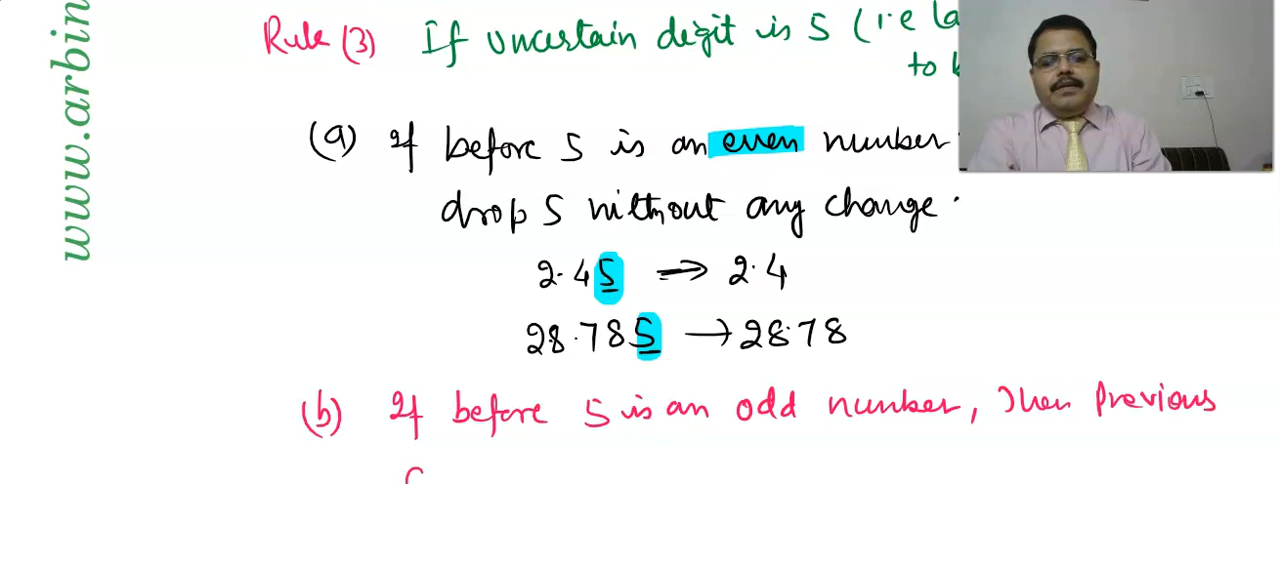 www.arbin
Rule (3) If uncertain digit is 5 (i.e la
to
(a) If before 5 is an even number
drop 5 without any change.
2.45 → 2.4
28.785 → 28.78
(b) If before 5 is an odd number, then Previous